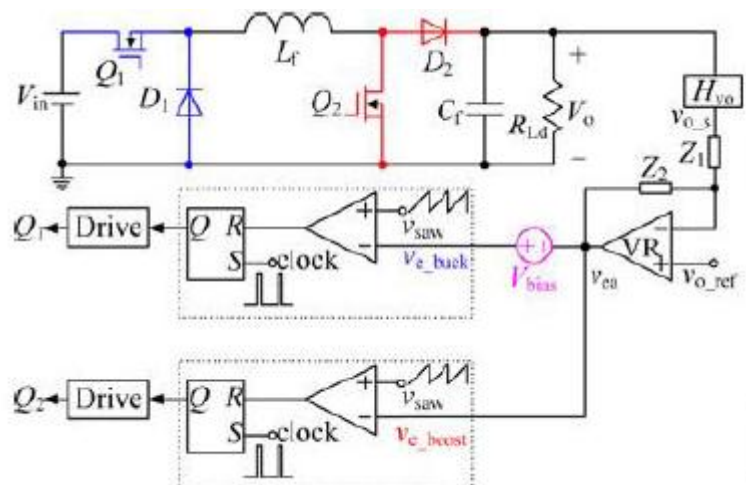 Q1
Vin
D1
Lf
Q2
D2
Cf
RLd
+
Vo
−
Hvo
vo_s
Z1
Z2
Q1
Drive
Q
R
S
clock
+
−
vsaw
ve_buck
Vbias
vea
VR
−
+
vo_ref
Q2
Drive
Q
R
S
clock
+
−
vsaw
ve_boost